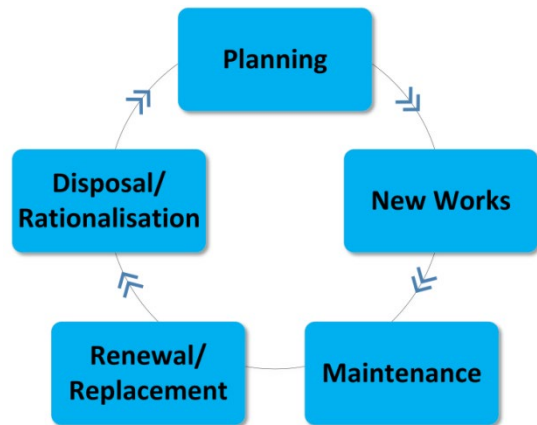 Planning
New Works
Maintenance
Renewal/
Replacement
Disposal/
Rationalisation